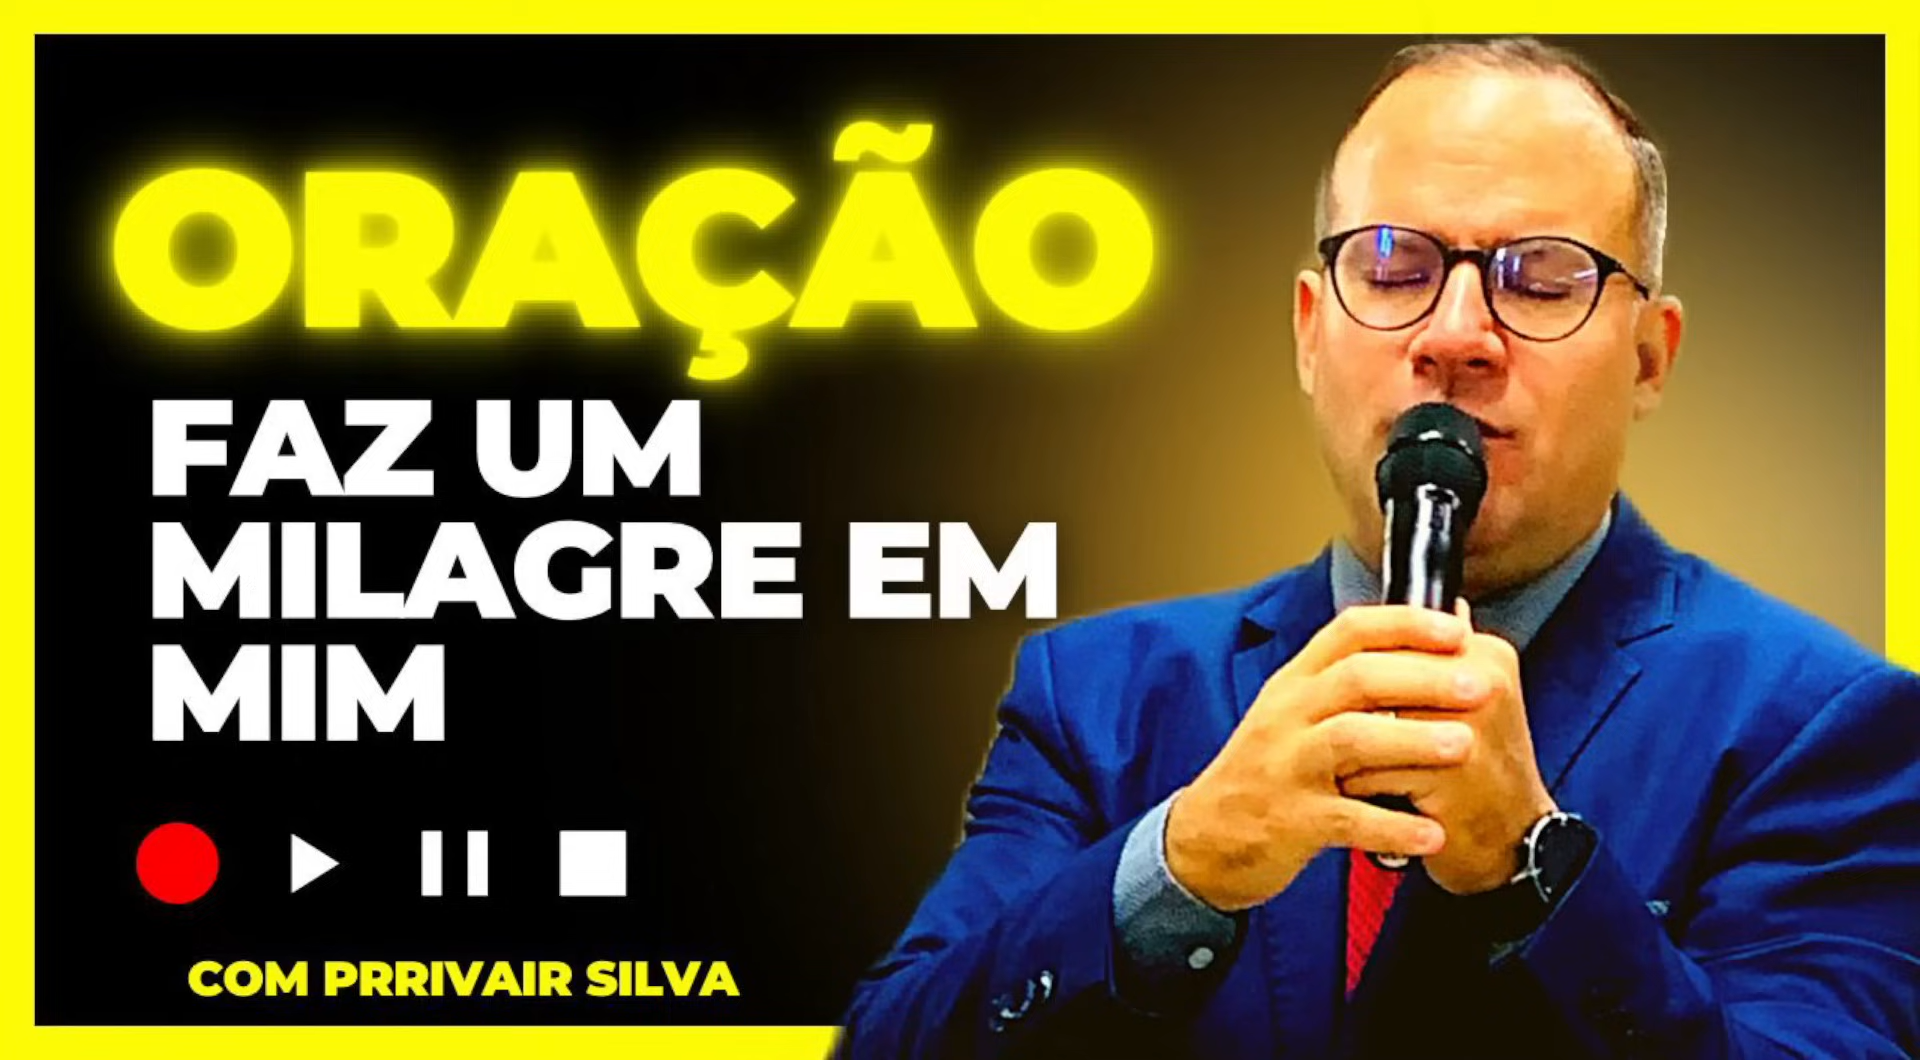 ORAÇÃO
FAZ UM
MILAGRE EM
MIM
COM PRRIVAIR SILVA